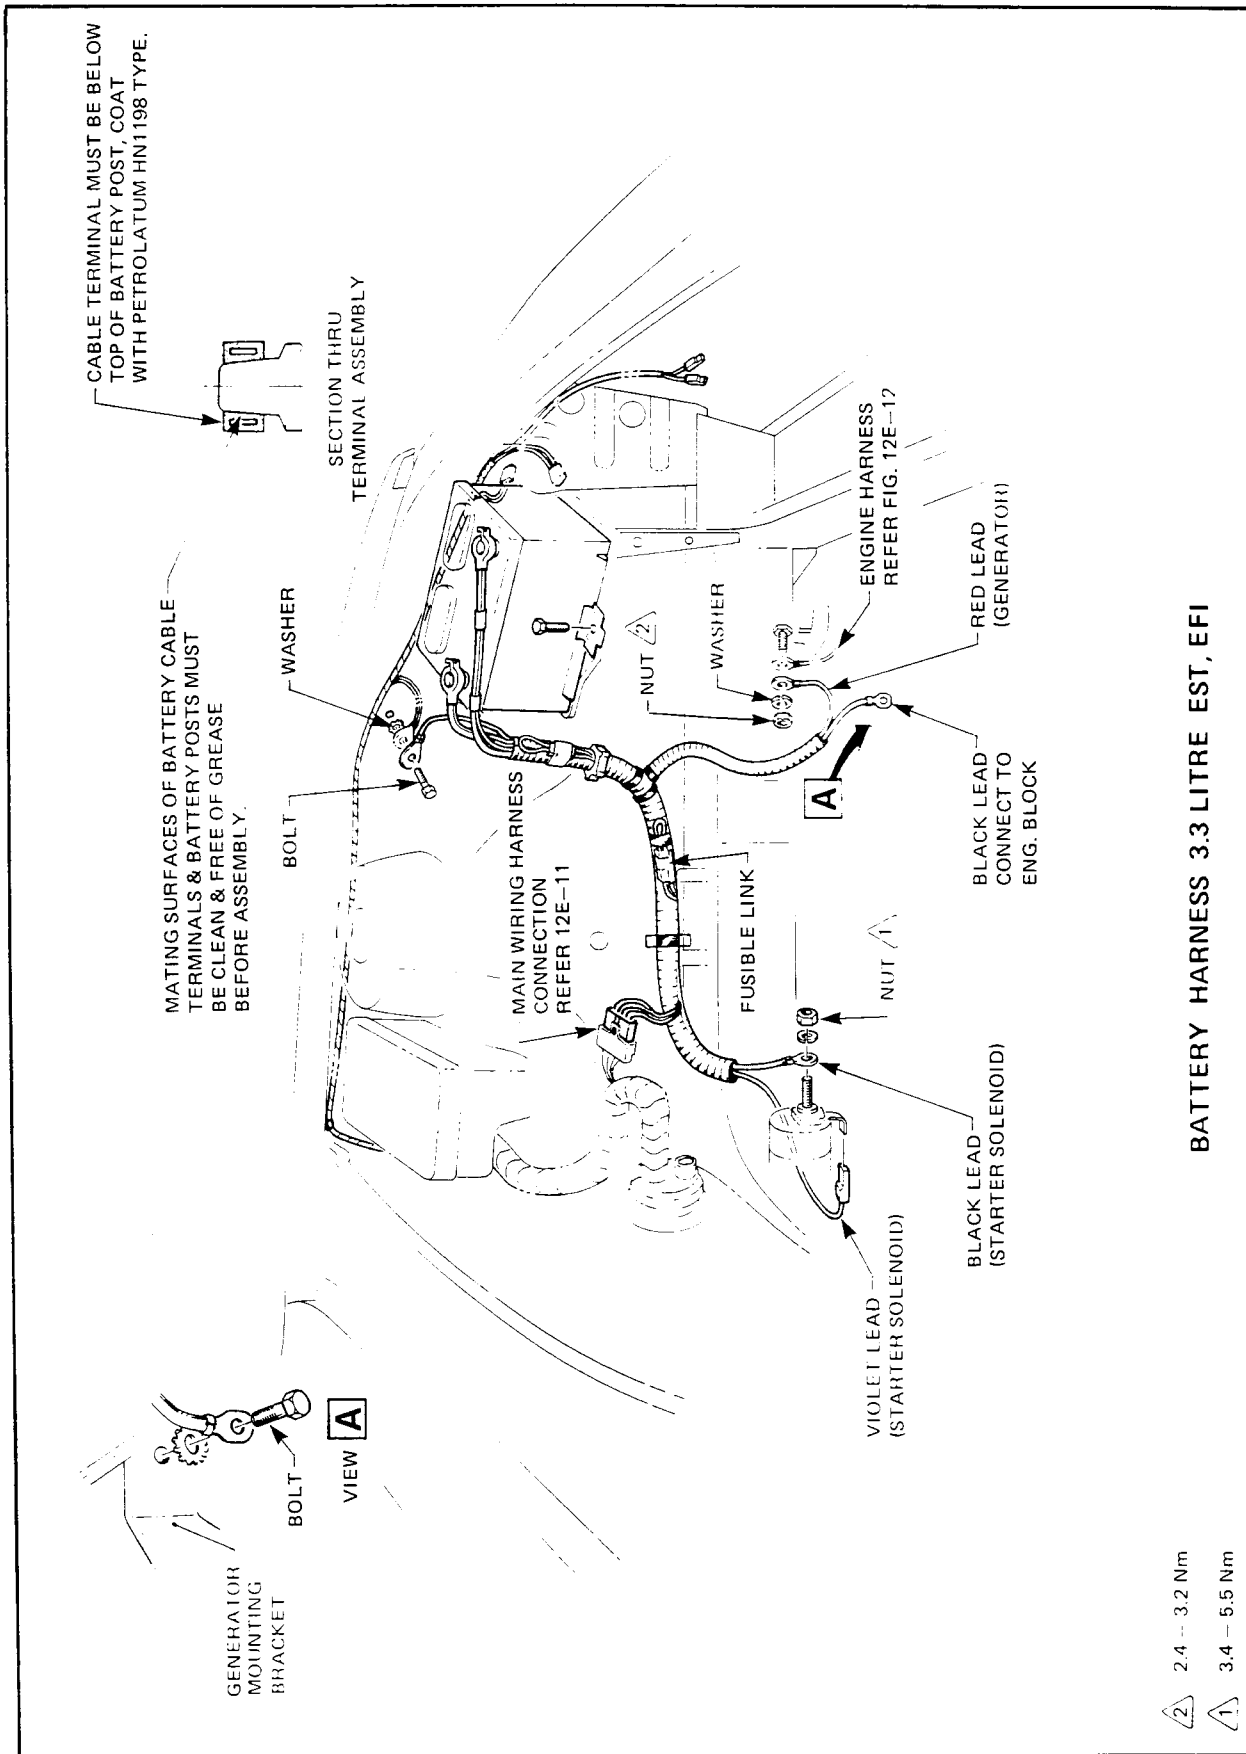 CABLE TERMINAL MUST BE BELOW
TOP OF BATTERY POST, COAT
WITH PETROLATUM HN1198 TYPE.
SECTION THRU
TERMINAL ASSEMBLY
MATING SURFACES OF BATTERY CABLE
TERMINALS & BATTERY POSTS MUST
BE CLEAN & FREE OF GREASE
BEFORE ASSEMBLY.
WASHER
BOLT
GENERATOR
MOUNTING
BRACKET
BOLT
VIEW A
MAIN WIRING HARNESS
CONNECTION
REFER 12E–11
NUT 2
WASHER
ENGINE HARNESS
REFER FIG. 12E–12
RED LEAD
(GENERATOR)
A
BLACK LEAD
CONNECT TO
ENG. BLOCK
FUSIBLE LINK
NUT 1
BLACK LEAD
(STARTER SOLENOID)
VIOLET LEAD
(STARTER SOLENOID)
BATTERY HARNESS 3.3 LITRE EST, EFI
2 2.4 – 3.2 Nm
1 3.4 – 5.5 Nm